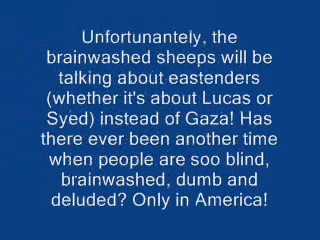 Unfortunantely, the
brainwashed sheeps will be
talking about eastenders
(whether it's about Lucas or
Syed) instead of Gaza! Has
there ever been another time
when people are soo blind,
brainwashed, dumb and
deluded? Only in America!